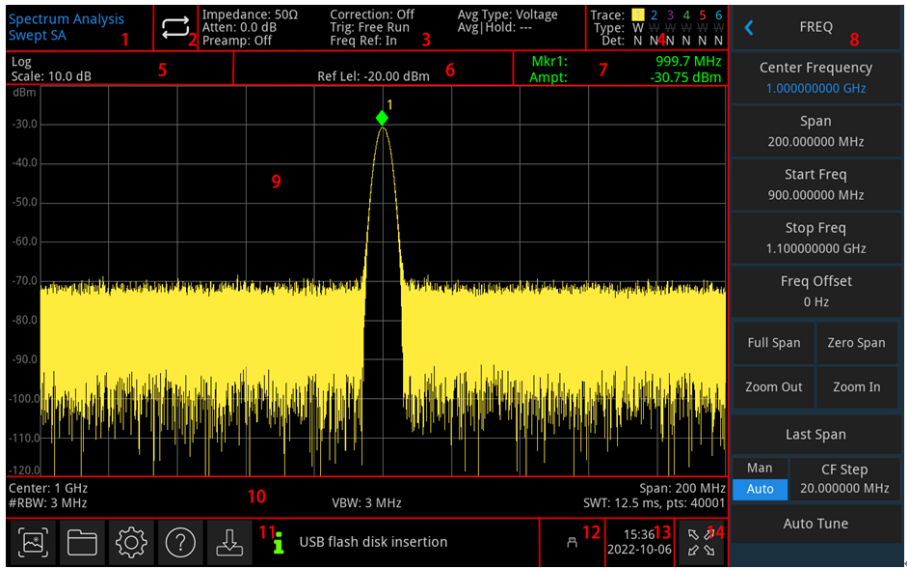 Spectrum Analysis
Swept SA
1
2
Impedance: 50Ω
Atten: 0.0 dB
Preamp: Off
Correction: Off
Trig: Free Run
Freq Ref: In
3
Avg Type: Voltage
Avg|Hold: ---
Trace: 2 3 4 5 6
Type: W W W W W W
Det: N N N N N N
4
Log
Scale: 10.0 dB
5
Ref Lel: -20.00 dBm
6
Mkr1: 999.7 MHz
Ampt: -30.75 dBm
7
dBm
-30.0
-40.0
-50.0
-60.0
-70.0
-80.0
-90.0
-100.0
-110.0
-120.0
1
9
Center: 1 GHz
#RBW: 3 MHz
10
VBW: 3 MHz
Span: 200 MHz
SWT: 12.5 ms, pts: 40001
11
USB flash disk insertion
12
15:36
2022-10-06
13
14
FREQ
8
Center Frequency
1.000000000 GHz
Span
200.000000 MHz
Start Freq
900.000000 MHz
Stop Freq
1.100000000 GHz
Freq Offset
0 Hz
Full Span
Zero Span
Zoom Out
Zoom In
Last Span
Man
Auto
CF Step
20.000000 MHz
Auto Tune